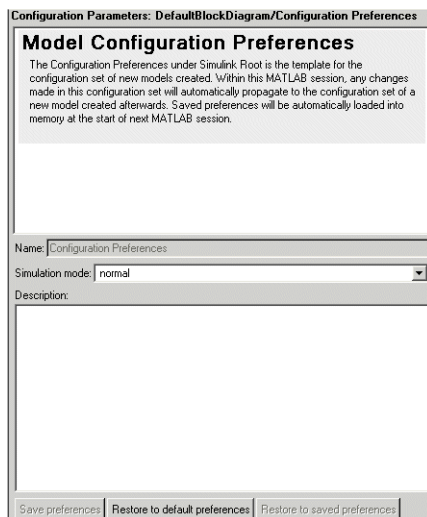 Configuration Parameters: DefaultBlockDiagram/Configuration Preferences
Model Configuration Preferences
The Configuration Preferences under Simulink Root is the template for the
configuration set of new models created. Within this MATLAB session, any changes
made in this configuration set will automatically propagate to the configuration set of a
new model created afterwards. Saved preferences will be automatically loaded into
memory at the start of next MATLAB session.
Name: Configuration Preferences
Simulation mode: normal
Description:
Save preferences Restore to default preferences Restore to saved preferences